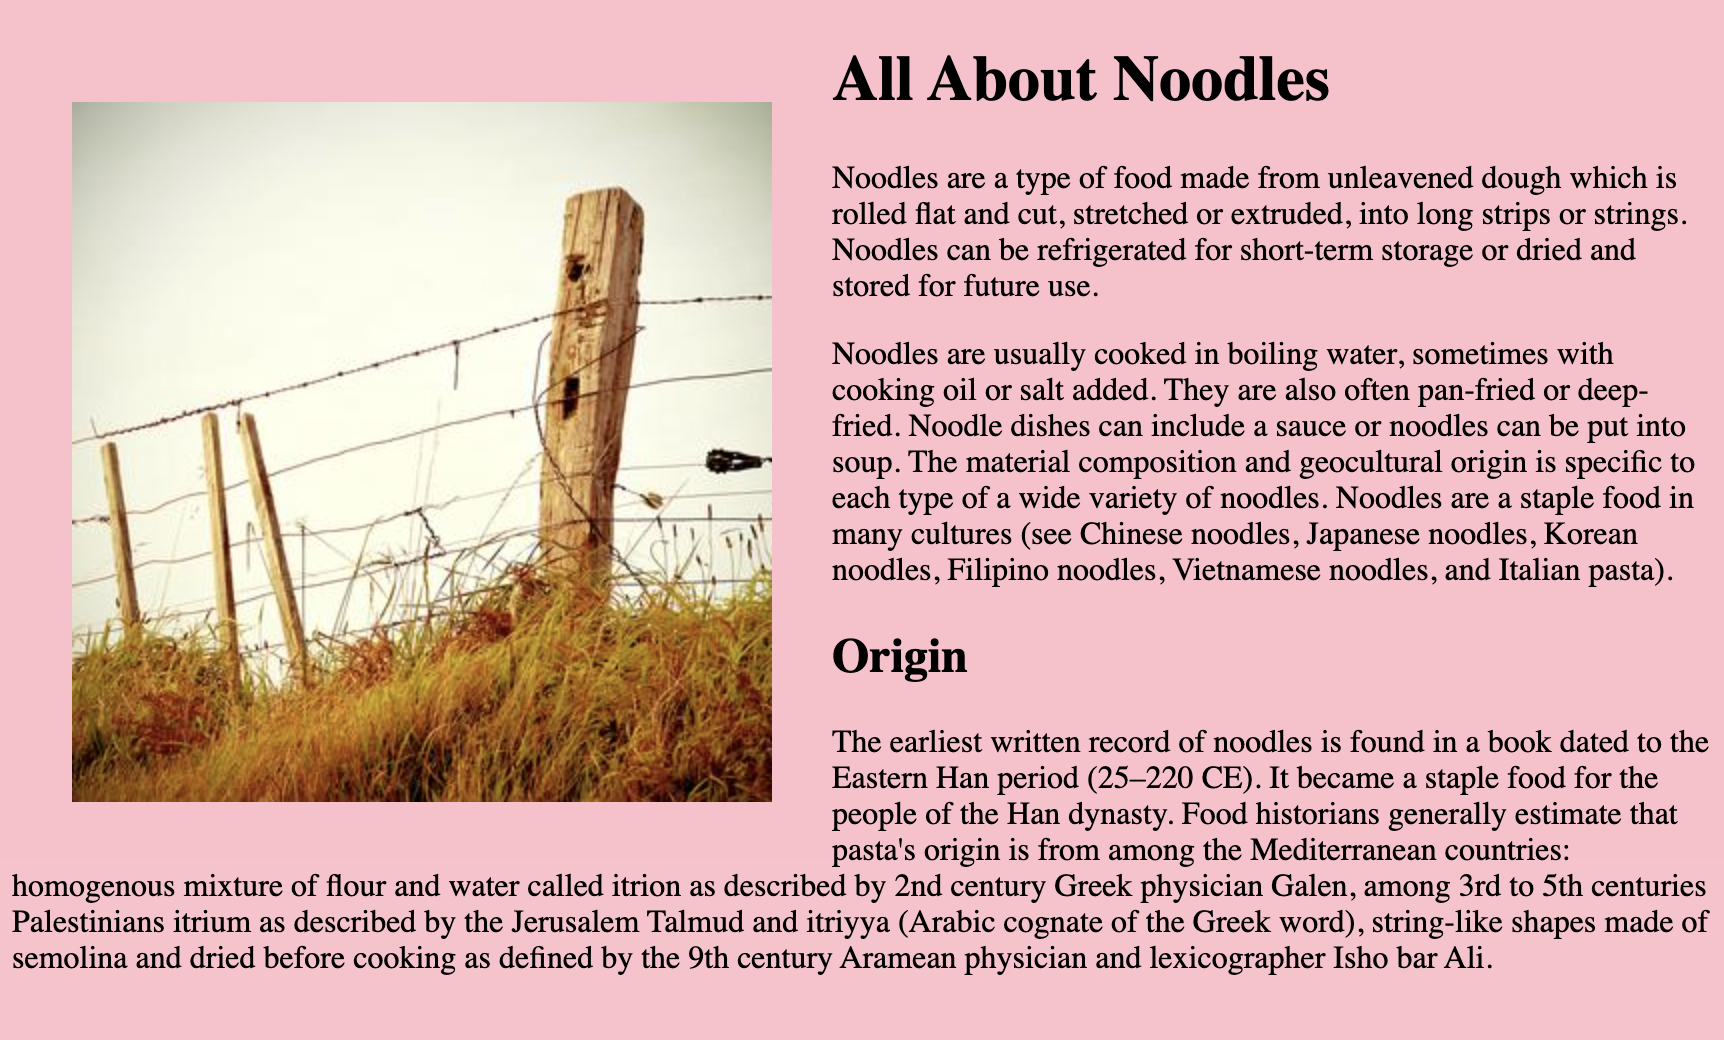 All About Noodles
Noodles are a type of food made from unleavened dough which is
rolled flat and cut, stretched or extruded, into long strips or strings.
Noodles can be refrigerated for short-term storage or dried and
stored for future use.
Noodles are usually cooked in boiling water, sometimes with
cooking oil or salt added. They are also often pan-fried or deep-
fried. Noodle dishes can include a sauce or noodles can be put into
soup. The material composition and geocultural origin is specific to
each type of a wide variety of noodles. Noodles are a staple food in
many cultures (see Chinese noodles, Japanese noodles, Korean
noodles, Filipino noodles, Vietnamese noodles, and Italian pasta).
Origin
The earliest written record of noodles is found in a book dated to the
Eastern Han period (25–220 CE). It became a staple food for the
people of the Han dynasty. Food historians generally estimate that
pasta's origin is from among the Mediterranean countries:
homogenous mixture of flour and water called itrion as described by 2nd century Greek physician Galen, among 3rd to 5th centuries
Palestinians itrium as described by the Jerusalem Talmud and itriyya (Arabic cognate of the Greek word), string-like shapes made of
semolina and dried before cooking as defined by the 9th century Aramean physician and lexicographer Isho bar Ali.